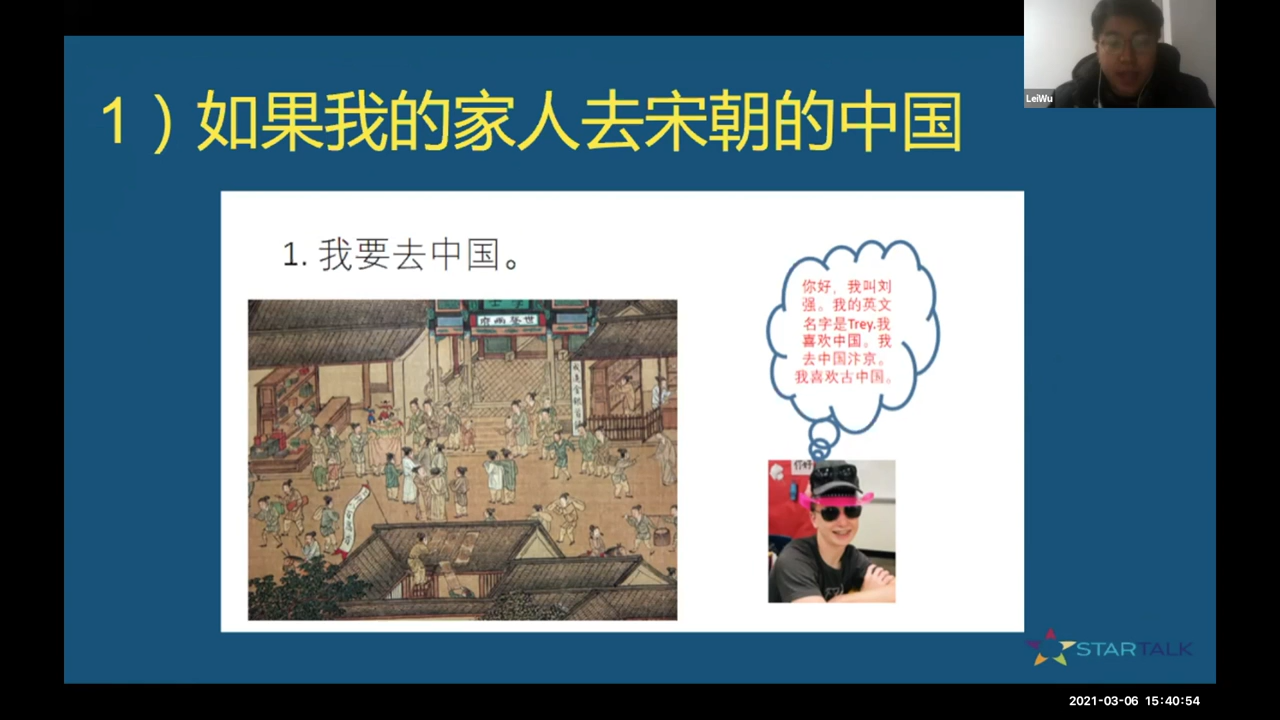 LeiWu
1）如果我的家人去宋朝的中国
1. 我要去中国。
你好，我叫刘
强。我的英文
名字是Trey.我
喜欢中国。我
去中国汴京。
我喜欢古中国。
你好
STARTALK
2021-03-06 15:40:54